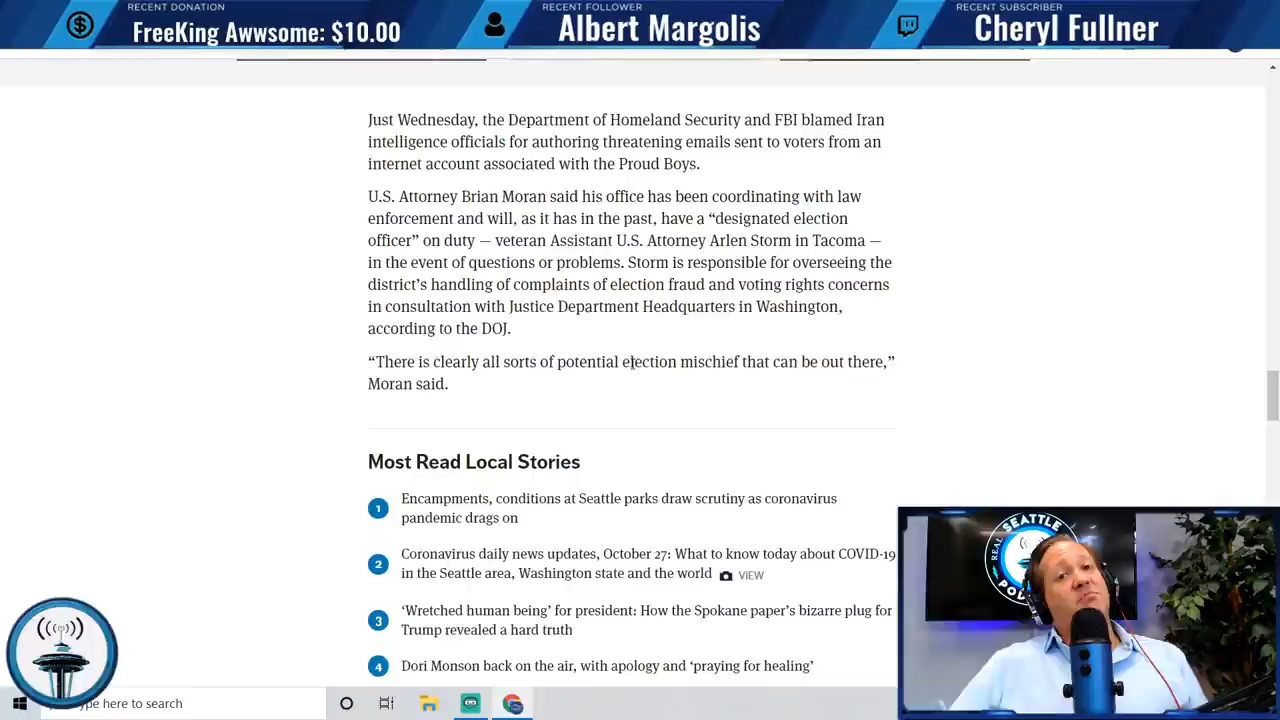 RECENT DONATION
FreeKing Awwsome: $10.00
RECENT FOLLOWER
Albert Margolis
RECENT SUBSCRIBER
Cheryl Fullner
Just Wednesday, the Department of Homeland Security and FBI blamed Iran
intelligence officials for authoring threatening emails sent to voters from an
internet account associated with the Proud Boys.
U.S. Attorney Brian Moran said his office has been coordinating with law
enforcement and will, as it has in the past, have a “designated election
officer” on duty — veteran Assistant U.S. Attorney Arlen Storm in Tacoma —
in the event of questions or problems. Storm is responsible for overseeing the
district’s handling of complaints of election fraud and voting rights concerns
in consultation with Justice Department Headquarters in Washington,
according to the DOJ.
“There is clearly all sorts of potential election mischief that can be out there,”
Moran said.
Most Read Local Stories
1 Encampments, conditions at Seattle parks draw scrutiny as coronavirus
pandemic drags on
2 Coronavirus daily news updates, October 27: What to know today about COVID-19
in the Seattle area, Washington state and the world VIEW
3 ‘Wretched human being’ for president: How the Spokane paper’s bizarre plug for
Trump revealed a hard truth
4 Dori Monson back on the air, with apology and ‘praying for healing’
REAL SEATTLE
here to search